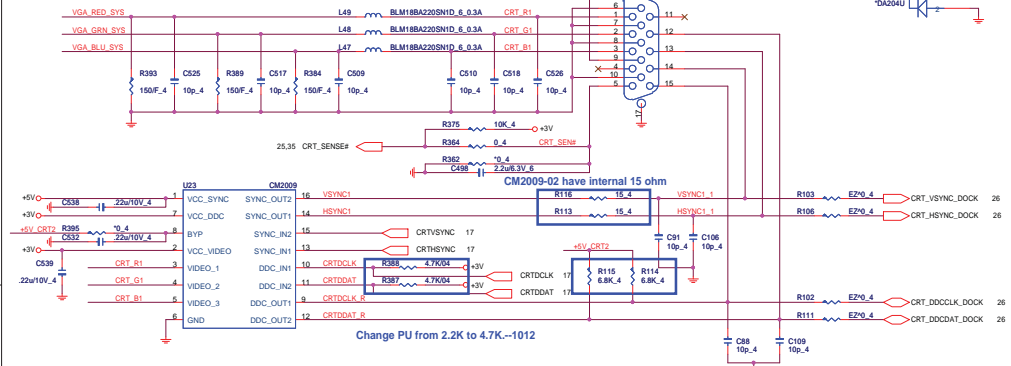 *DA204U
2
VGA_RED_SYS L49 BLM18BA220SN1D_6_0.3A CRT_R1
VGA_GRN_SYS L48 BLM18BA220SN1D_6_0.3A CRT_G1
VGA_BLU_SYS L47 BLM18BA220SN1D_6_0.3A CRT_B1
6
1 11
7
2 12
8
3 13
9
4 14
10
5 15
17
R393 C525 R389 C517 R384 C509 C510 C518 C526
150/F_4 10p_4 150/F_4 10p_4 150/F_4 10p_4 10p_4 10p_4 10p_4
R375 10K_4 +3V
25,35 CRT_SENSE# R364 0_4 CRT_SEN#
R362 *0_4
C498 2.2u/6.3V_6
CM2009-02 have internal 15 ohm
U23 CM2009
+5V 1 VCC_SYNC SYNC_OUT2 16 VSYNC1 R116 15_4 VSYNC1_1 R103 EZ*0_4 CRT_VSYNC_DOCK 26
C538 .22u/10V_4
+3V 7 VCC_DDC SYNC_OUT1 14 HSYNC1 R113 15_4 HSYNC1_1 R106 EZ*0_4 CRT_HSYNC_DOCK 26
+5V_CRT2 R395 *0_4 8 BYP SYNC_IN2 15 CRTVSYNC 17
C532 .22u/10V_4
C91 C106
10p_4 10p_4
+3V 2 VCC_VIDEO SYNC_IN1 13 CRTHSYNC 17
+5V_CRT2
C539
.22u/10V_4
CRT_R1 3 VIDEO_1 DDC_IN1 10 CRTDCLK R388 4.7K/04 +3V
CRTDCLK 17
R115 R114
6.8K_4 6.8K_4
CRT_G1 4 VIDEO_2 DDC_IN2 11 CRTDDAT R387 4.7K/04 +3V
CRTDDAT 17
CRT_B1 5 VIDEO_3 DDC_OUT1 9 CRTDCLK_R R102 EZ*0_4 CRT_DDCCLK_DOCK 26
6 GND DDC_OUT2 12 CRTDDAT_R R111 EZ*0_4 CRT_DDCDAT_DOCK 26
Change PU from 2.2K to 4.7K.--1012
C88 C109
10p_4 10p_4